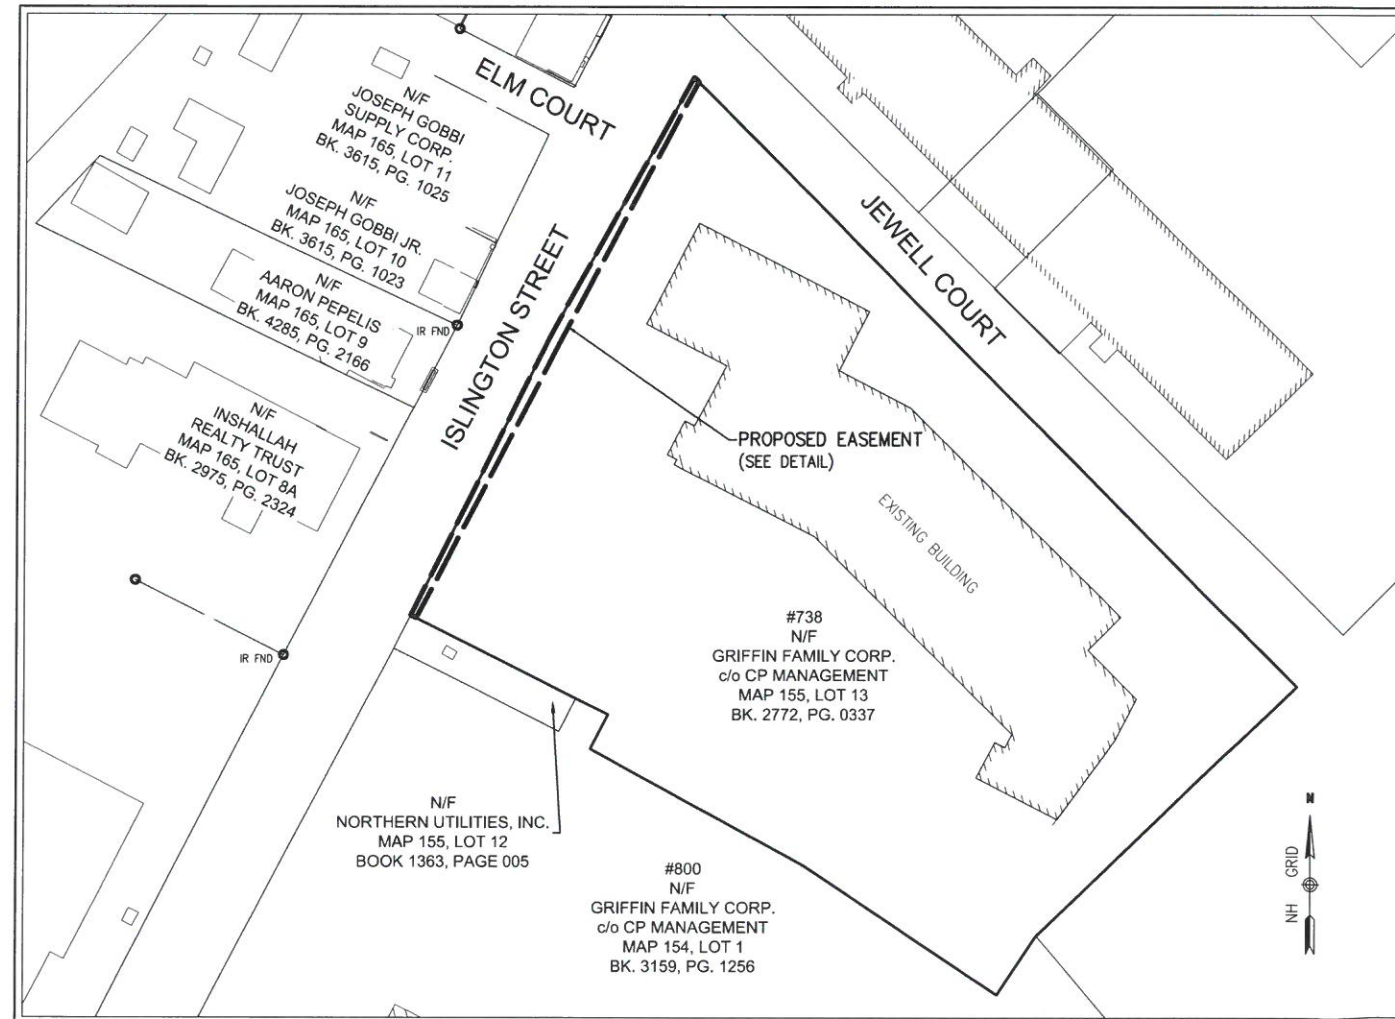 ELM COURT
N/F
JOSEPH GOBBI
SUPPLY CORP.
MAP 165, LOT 11
BK. 3615, PG. 1025
N/F
JOSEPH GOBBI JR.
MAP 165, LOT 10
BK. 3615, PG. 1023
N/F
AARON PEPELIS
MAP 165, LOT 9
BK. 4285, PG. 2166
IR FND
ISLINGTON STREET
JEWELL COURT
N/F
INSHALLAH
REALTY TRUST
MAP 165, LOT 8A
BK. 2975, PG. 2324
PROPOSED EASEMENT
(SEE DETAIL)
EXISTING BUILDING
IR FND
#738
N/F
GRIFFIN FAMILY CORP.
c/o CP MANAGEMENT
MAP 155, LOT 13
BK. 2772, PG. 0337
N/F
NORTHERN UTILITIES, INC.
MAP 155, LOT 12
BOOK 1363, PAGE 005
#800
N/F
GRIFFIN FAMILY CORP.
c/o CP MANAGEMENT
MAP 154, LOT 1
BK. 3159, PG. 1256
N
NH GRID